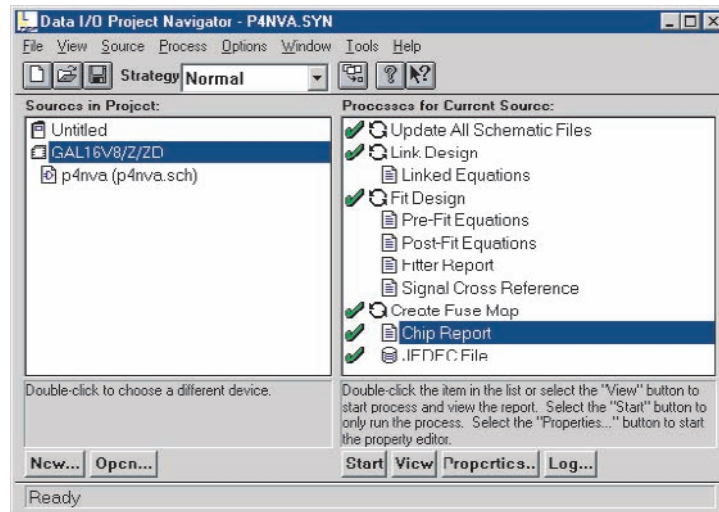 Data I/O Project Navigator - P4NVA.SYN
File View Source Process Options Window Tools Help
Strategy Normal
Sources in Project:
Untitled
GAL16V8/Z/ZD
p4nva (p4nva.sch)
Double-click to choose a different device.
New... Open...
Processes for Current Source:
Update All Schematic Files
Link Design
Linked Equations
Fit Design
Pre-Fit Equations
Post-Fit Equations
Fitter Report
Signal Cross Reference
Create Fuse Map
Chip Report
JEDEC File
Double-click the item in the list or select the "View" button to
start process and view the report. Select the "Start" button to
only run the process. Select the "Properties..." button to start
the property editor.
Start View Properties.. Log...
Ready